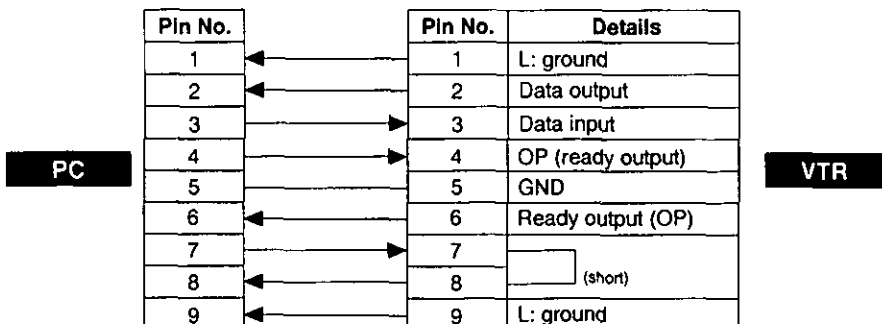 Pin No. Pin No. Details
1 1 L: ground
2 2 Data output
3 3 Data input
PC 4 4 OP (ready output) VTR
5 5 GND
6 6 Ready output (OP)
7 7
8 8 (short)
9 9 L: ground